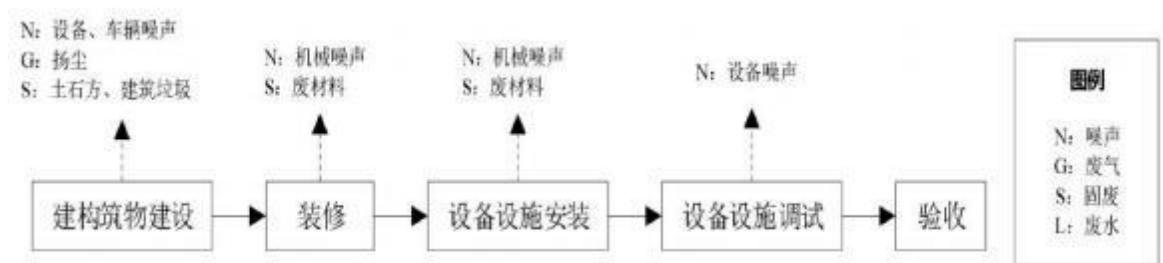 N：设备、车辆噪声
G：扬尘
S：土石方、建筑垃圾
N：机械噪声
S：废材料
N：机械噪声
S：废材料
N：设备噪声
建构筑物建设
装修
设备设施安装
设备设施调试
验收
图例
N：噪声
G：废气
S：固废
L：废水